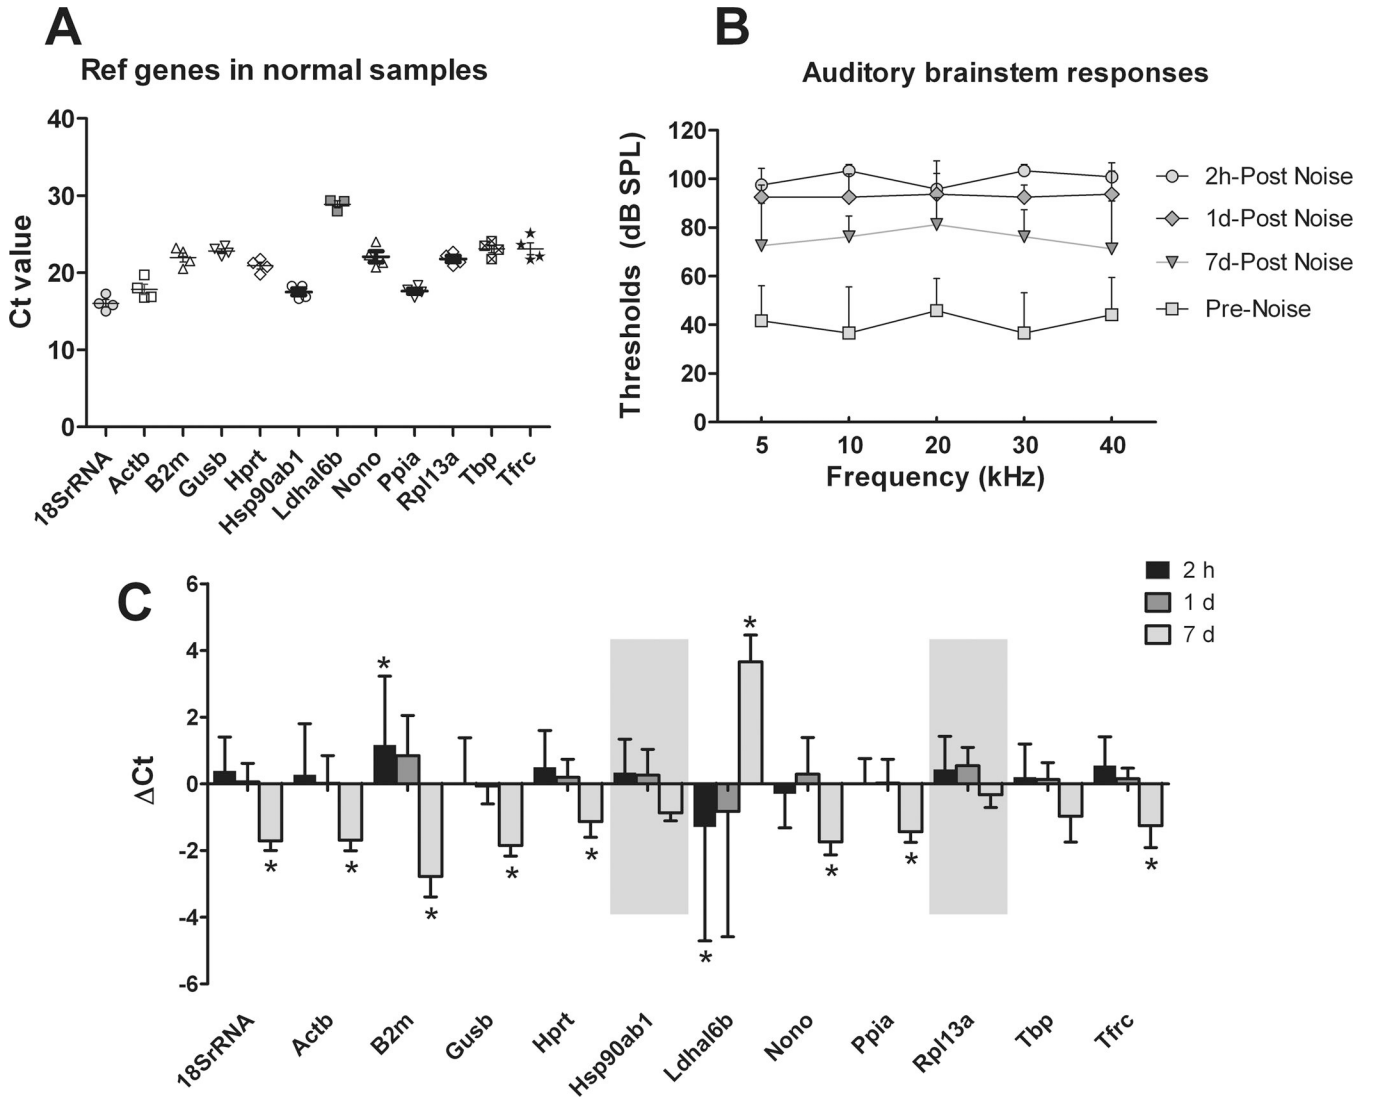 A
Ref genes in normal samples
Ct value
40
30
20
10
0
18SrRNA
Actb
B2m
Gusb
Hprt
Hsp90ab1
Ldhal6b
Nono
Ppia
Rpl13a
Tbp
Tfrc
B
Auditory brainstem responses
Thresholds (dB SPL)
120
100
80
60
40
20
0
5 10 20 30 40
Frequency (kHz)
2h-Post Noise
1d-Post Noise
7d-Post Noise
Pre-Noise
C
2 h
1 d
7 d
ΔCt
6
4
2
0
-2
-4
-6
*
*
*
*
*
*
*
*
*
*
*
*
18SrRNA
Actb
B2m
Gusb
Hprt
Hsp90ab1
Ldhal6b
Nono
Ppia
Rpl13a
Tbp
Tfrc